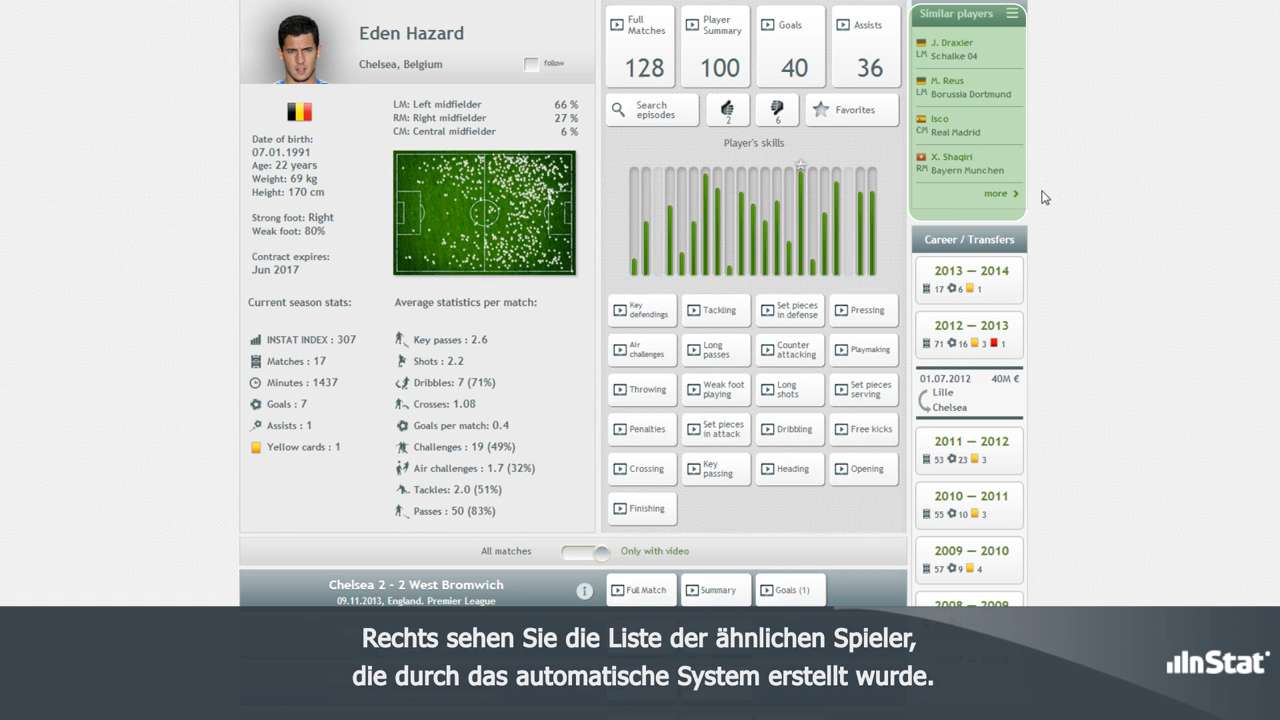 Eden Hazard
Chelsea, Belgium
follow
Date of birth:
07.01.1991
Age: 22 years
Weight: 69 kg
Height: 170 cm
Strong foot: Right
Weak foot: 80%
Contract expires:
Jun 2017
LM: Left midfielder 66 %
RM: Right midfielder 27 %
CM: Central midfielder 6 %
Current season stats:
INSTAT INDEX : 307
Matches : 17
Minutes : 1437
Goals : 7
Assists : 1
Yellow cards : 1
Average statistics per match:
Key passes : 2.6
Shots : 2.2
Dribbles: 7 (71%)
Crosses: 1.08
Goals per match: 0.4
Challenges : 19 (49%)
Air challenges : 1.7 (32%)
Tackles: 2.0 (51%)
Passes : 50 (83%)
Full Matches 128
Player Summary 100
Goals 40
Assists 36
Search episodes
2
6
Favorites
Player's skills
Key defendings
Tackling
Set pieces in defense
Pressing
Air challenges
Long passes
Counter attacking
Playmaking
Throwing
Weak foot playing
Long shots
Set pieces serving
Penalties
Set pieces in attack
Dribbling
Free kicks
Crossing
Key passing
Heading
Opening
Finishing
Similar players
J. Draxler
LM Schalke 04
M. Reus
LM Borussia Dortmund
Isco
CM Real Madrid
X. Shaqiri
RM Bayern Munchen
more
Career / Transfers
2013 — 2014
17 6 1
2012 — 2013
71 16 3 1
01.07.2012 40M €
Lille
Chelsea
2011 — 2012
53 23 3
2010 — 2011
55 10 3
2009 — 2010
57 9 4
2008 — 2009
All matches
Only with video
Chelsea 2 - 2 West Bromwich
09.11.2013, England. Premier League
Full Match
Summary
Goals (1)
Rechts sehen Sie die Liste der ähnlichen Spieler,
die durch das automatische System erstellt wurde.
InStat